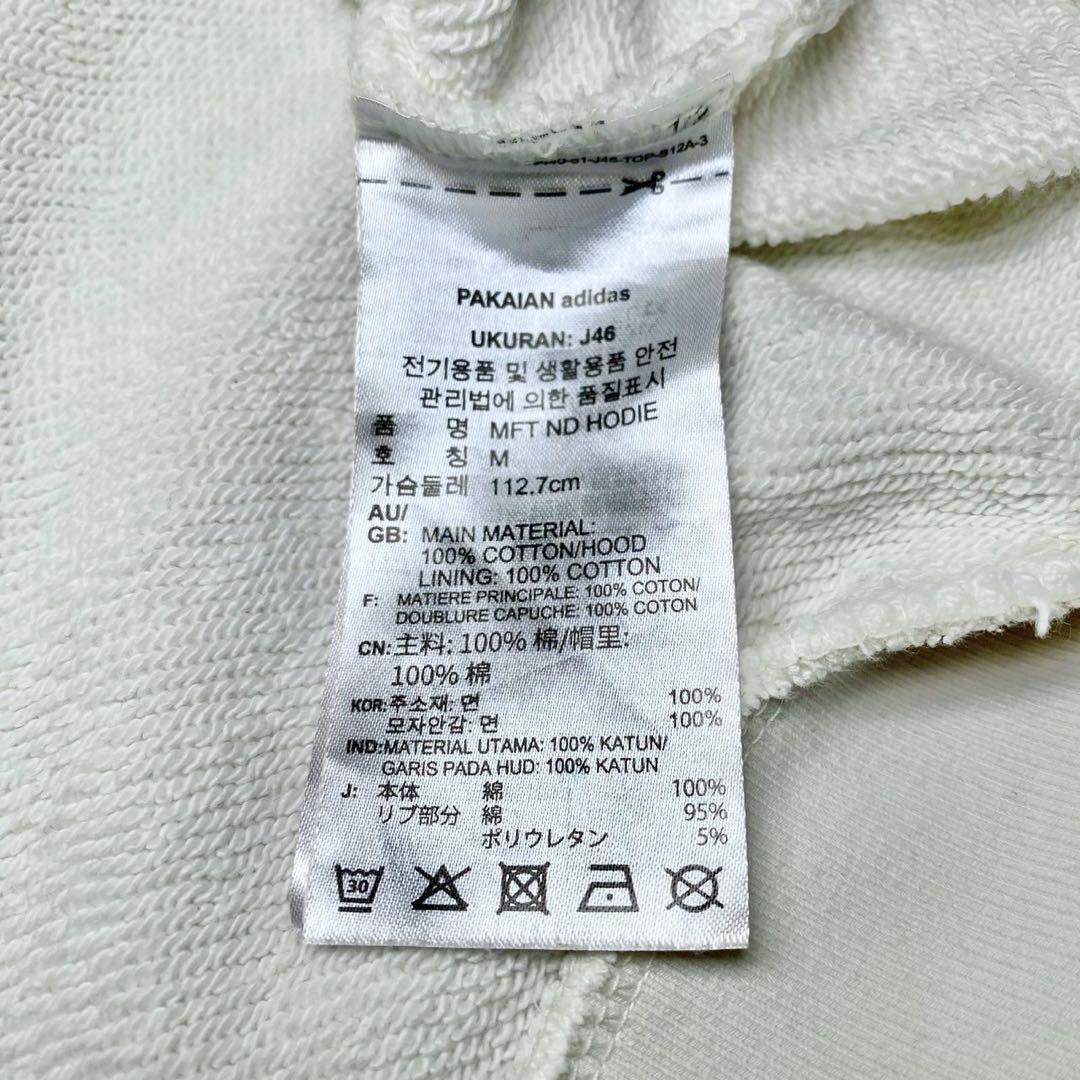 J46-TOP-S12A-3
PAKAIAN adidas
UKURAN: J46
전기용품 및 생활용품 안전
관리법에 의한 품질표시
품 명 MFT ND HODIE
호 칭 M
가슴둘레 112.7cm
AU/
GB: MAIN MATERIAL:
100% COTTON/HOOD
LINING: 100% COTTON
F: MATIERE PRINCIPALE: 100% COTON/
DOUBLURE CAPUCHE: 100% COTON
CN: 主料: 100% 棉/帽里:
100% 棉
KOR: 주소재: 면 100%
모자안감: 면 100%
IND: MATERIAL UTAMA: 100% KATUN/
GARIS PADA HUD: 100% KATUN
J: 本体 綿 100%
リブ部分 綿 95%
ポリウレタン 5%
30